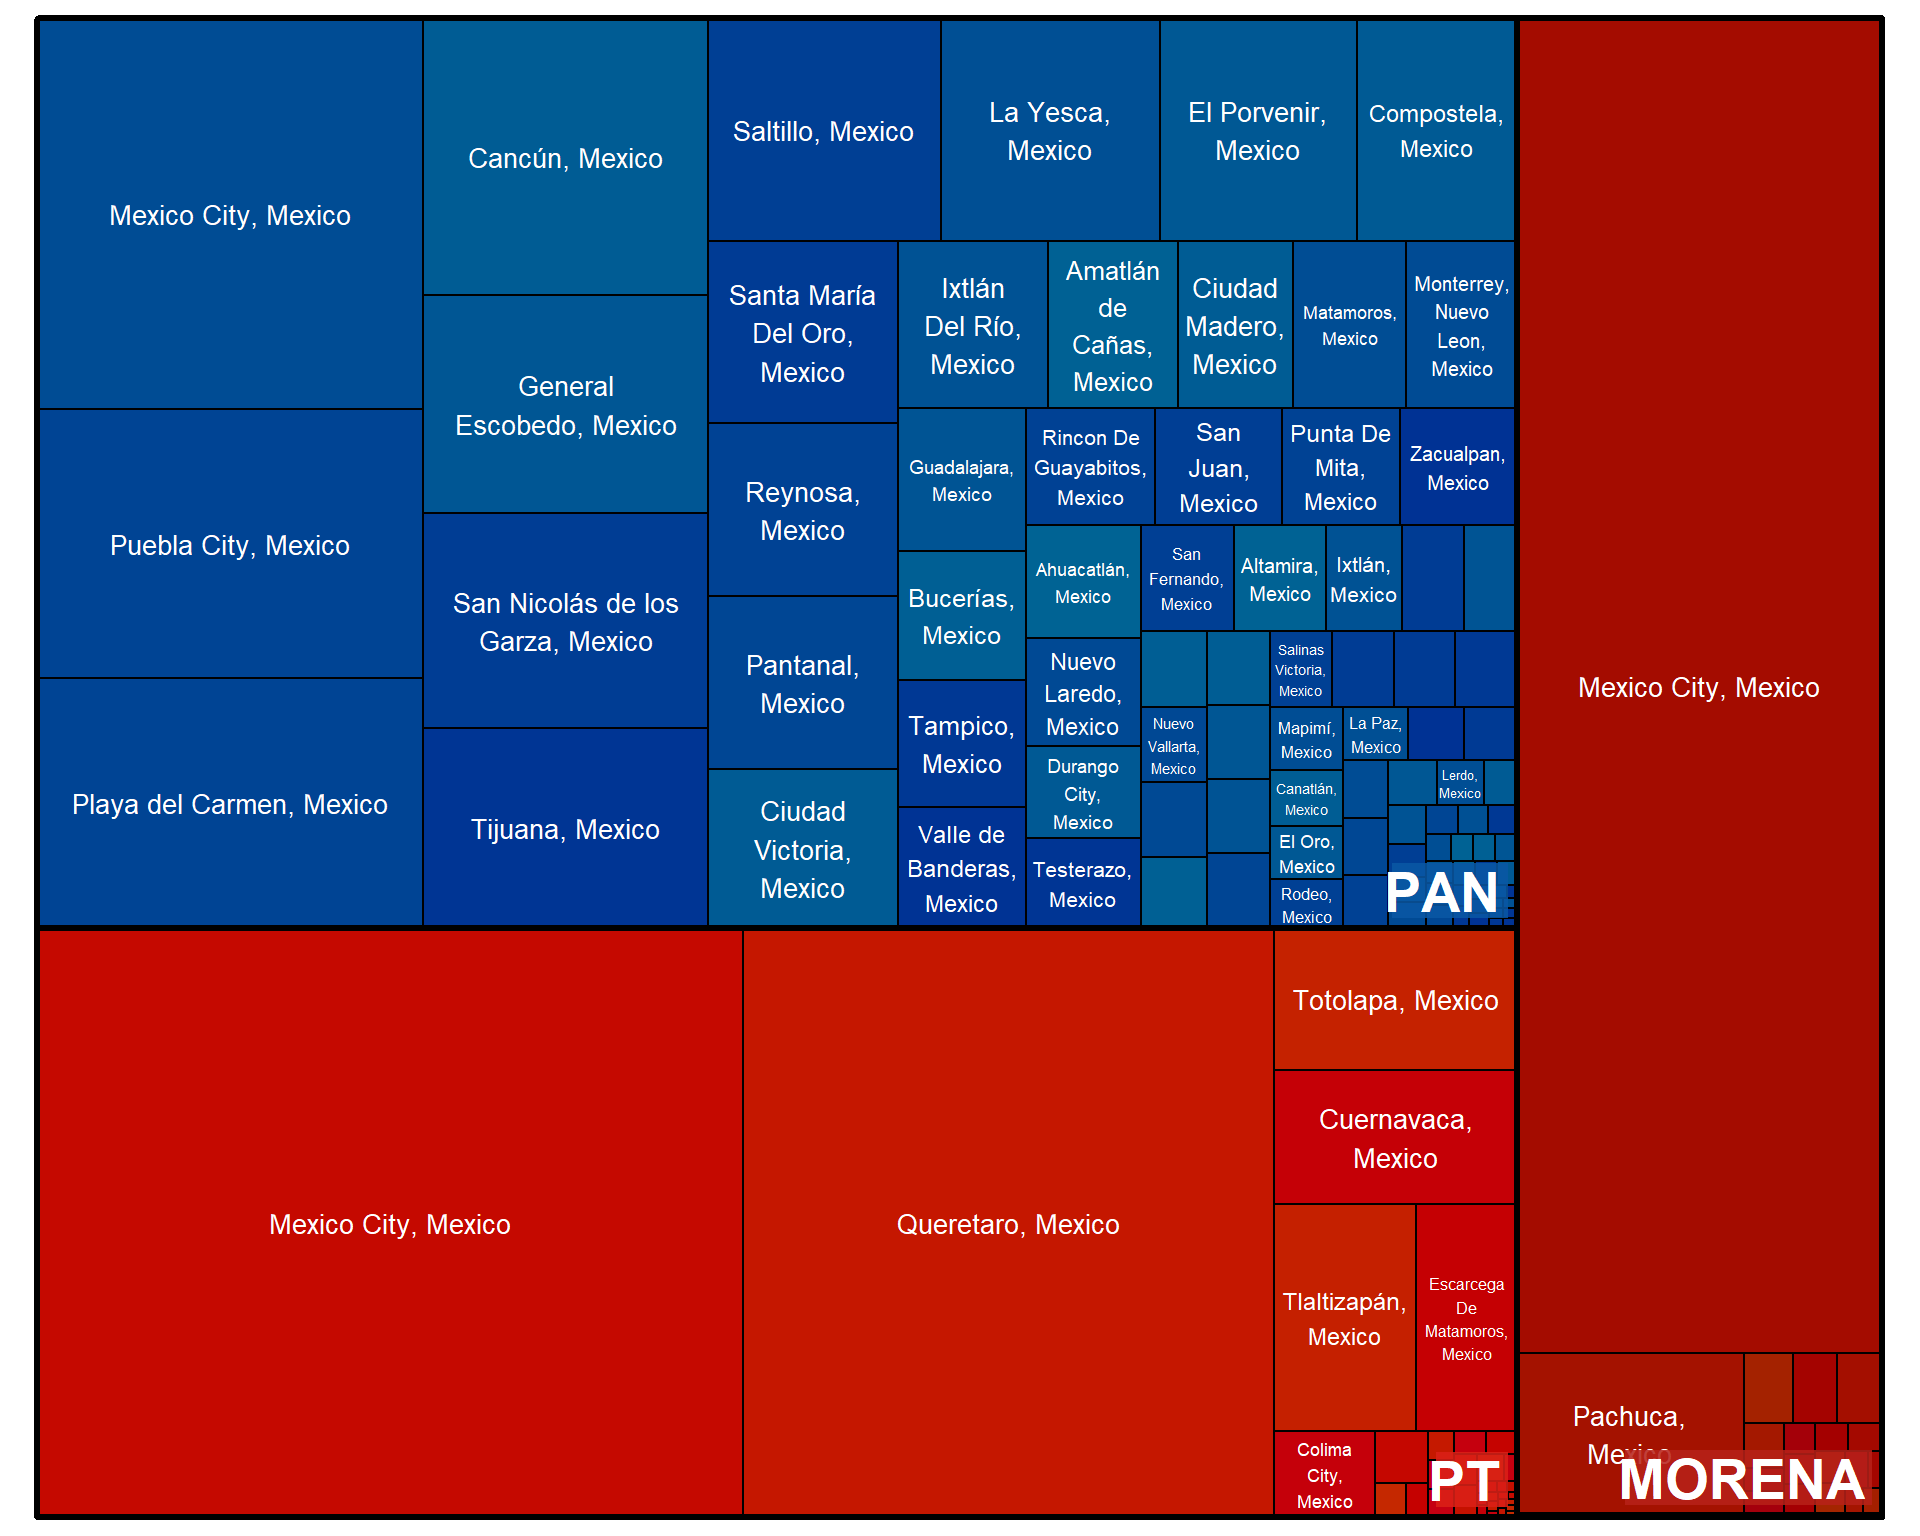 Mexico City, Mexico
Puebla City, Mexico
Playa del Carmen, Mexico
Cancún, Mexico
General
Escobedo, Mexico
San Nicolás de los
Garza, Mexico
Tijuana, Mexico
Saltillo, Mexico
La Yesca,
Mexico
El Porvenir,
Mexico
Compostela,
Mexico
Santa María
Del Oro,
Mexico
Reynosa,
Mexico
Pantanal,
Mexico
Ciudad
Victoria,
Mexico
Ixtlán
Del Río,
Mexico
Amatlán
de
Cañas,
Mexico
Ciudad
Madero,
Mexico
Matamoros,
Mexico
Monterrey,
Nuevo
Leon,
Mexico
Guadalajara,
Mexico
Bucerías,
Mexico
Tampico,
Mexico
Valle de
Banderas,
Mexico
Rincon De
Guayabitos,
Mexico
San
Juan,
Mexico
Punta De
Mita,
Mexico
Zacualpan,
Mexico
Ahuacatlán,
Mexico
Nuevo
Laredo,
Mexico
Durango
City,
Mexico
Testerazo,
Mexico
San
Fernando,
Mexico
Altamira,
Mexico
Ixtlán,
Mexico
Nuevo
Vallarta,
Mexico
Salinas
Victoria,
Mexico
Mapimí,
Mexico
La Paz,
Mexico
Canatlán,
Mexico
El Oro,
Mexico
Rodeo,
Mexico
Lerdo,
Mexico
PAN
Mexico City, Mexico
Queretaro, Mexico
Totolapa, Mexico
Cuernavaca,
Mexico
Tlaltizapán,
Mexico
Escarcega
De
Matamoros,
Mexico
Colima
City,
Mexico
PT
Mexico City, Mexico
Pachuca,
Mexico
MORENA